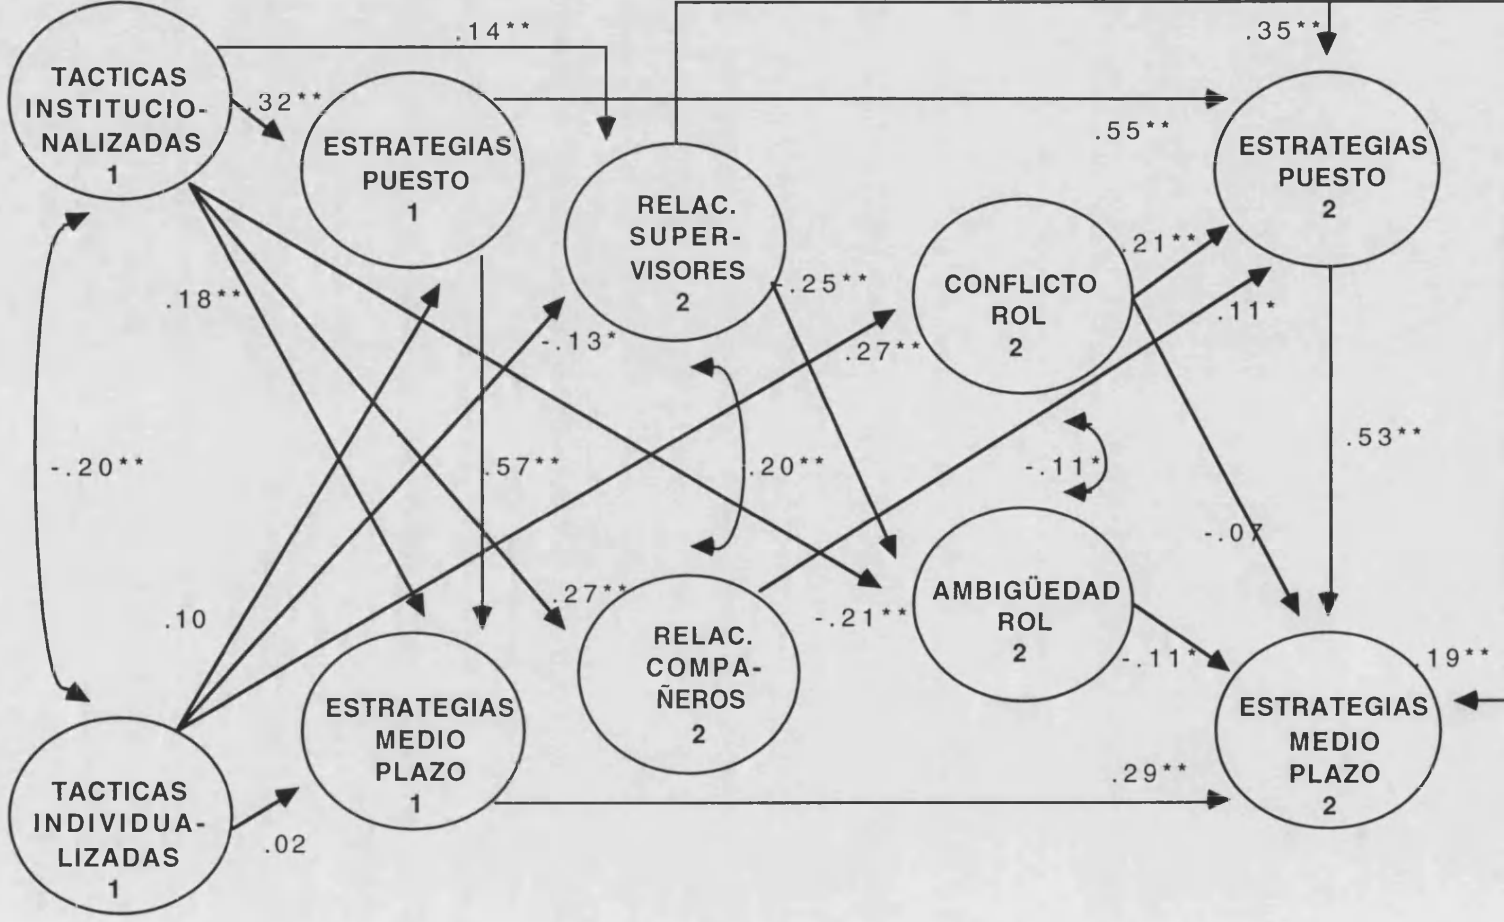 .14**
.35**
TACTICAS
INSTITUCIO-
NALIZADAS
1
.32**
ESTRATEGIAS
PUESTO
1
.55**
ESTRATEGIAS
PUESTO
2
RELAC.
SUPER-
VISORES
2
-.25**
CONFLICTO
ROL
2
.21**
.11*
.18**
-.13*
.27**
-.20**
.57**
.20**
-.11*
.53**
-.07
.10
.27**
-.21**
AMBIGÜEDAD
ROL
2
-.11*
.19**
RELAC.
COMPA-
ÑEROS
2
ESTRATEGIAS
MEDIO
PLAZO
1
ESTRATEGIAS
MEDIO
PLAZO
2
.29**
TACTICAS
INDIVIDUA-
LIZADAS
1
.02